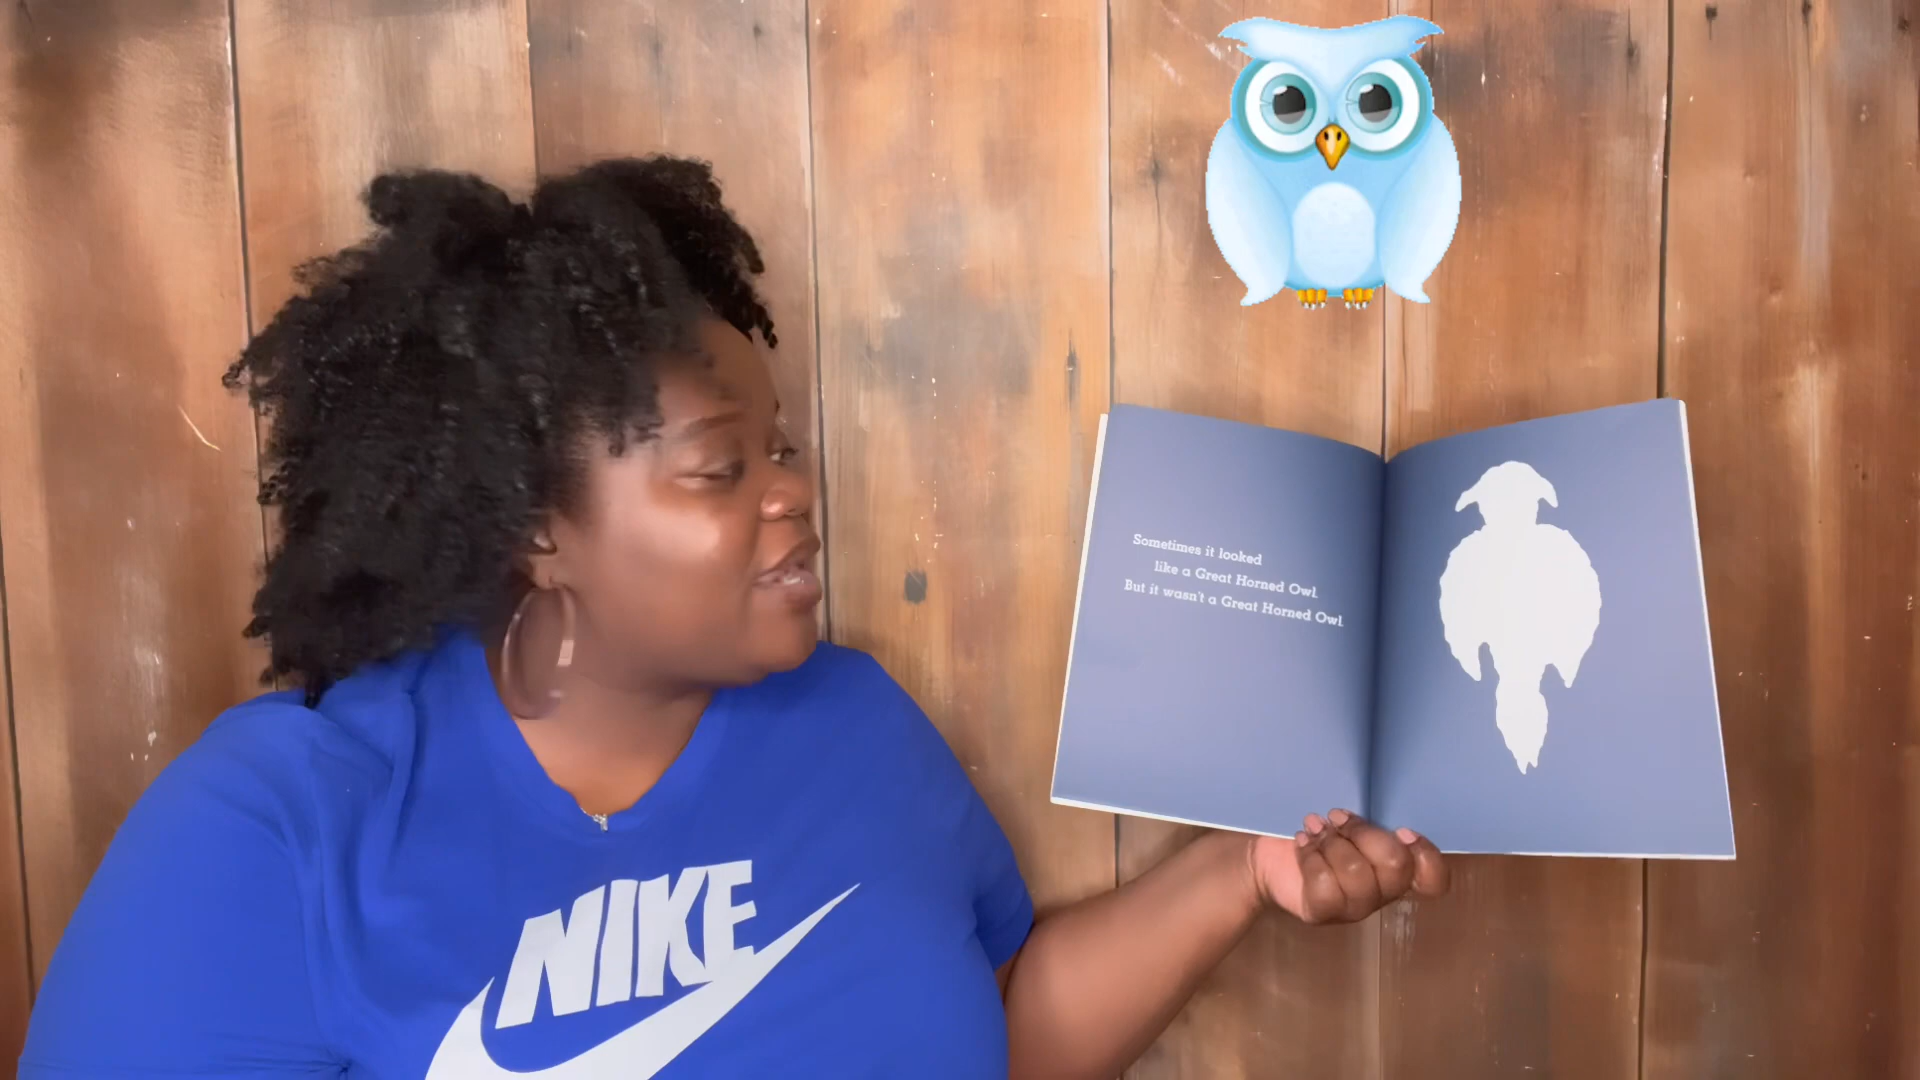 Sometimes it looked
like a Great Horned Owl.
But it wasn't a Great Horned Owl.
NIKE